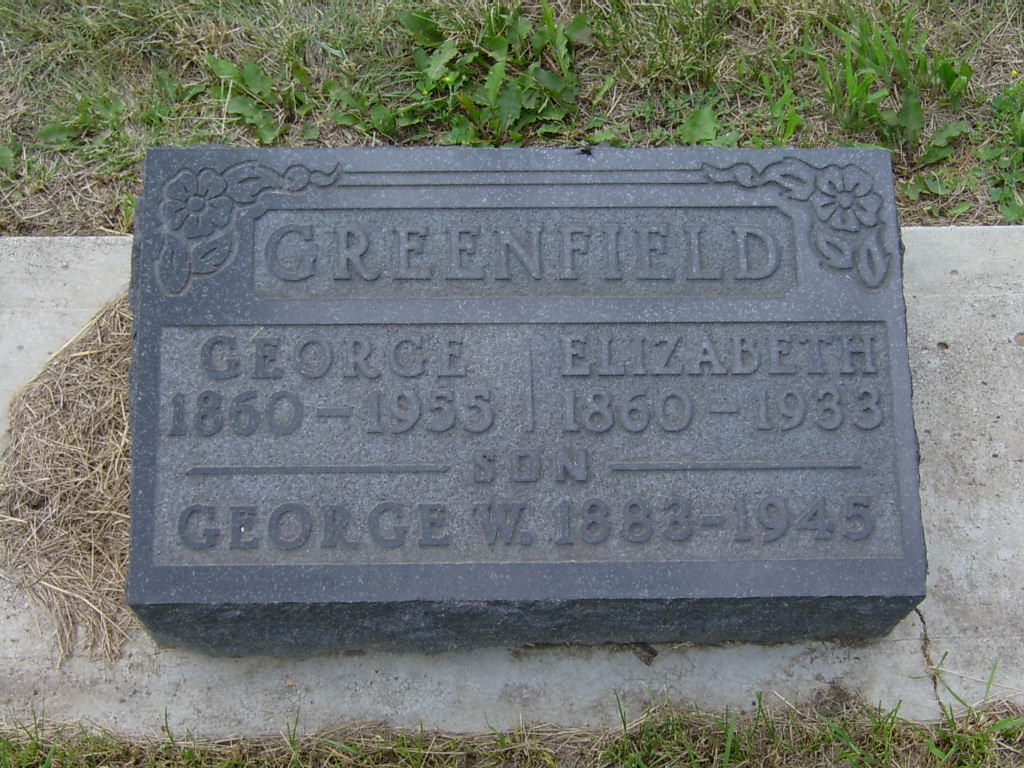 GREENFIELD
GEORGE ELIZABETH
1860 – 1955 1860 – 1933
SON
GEORGE W. 1883-1945